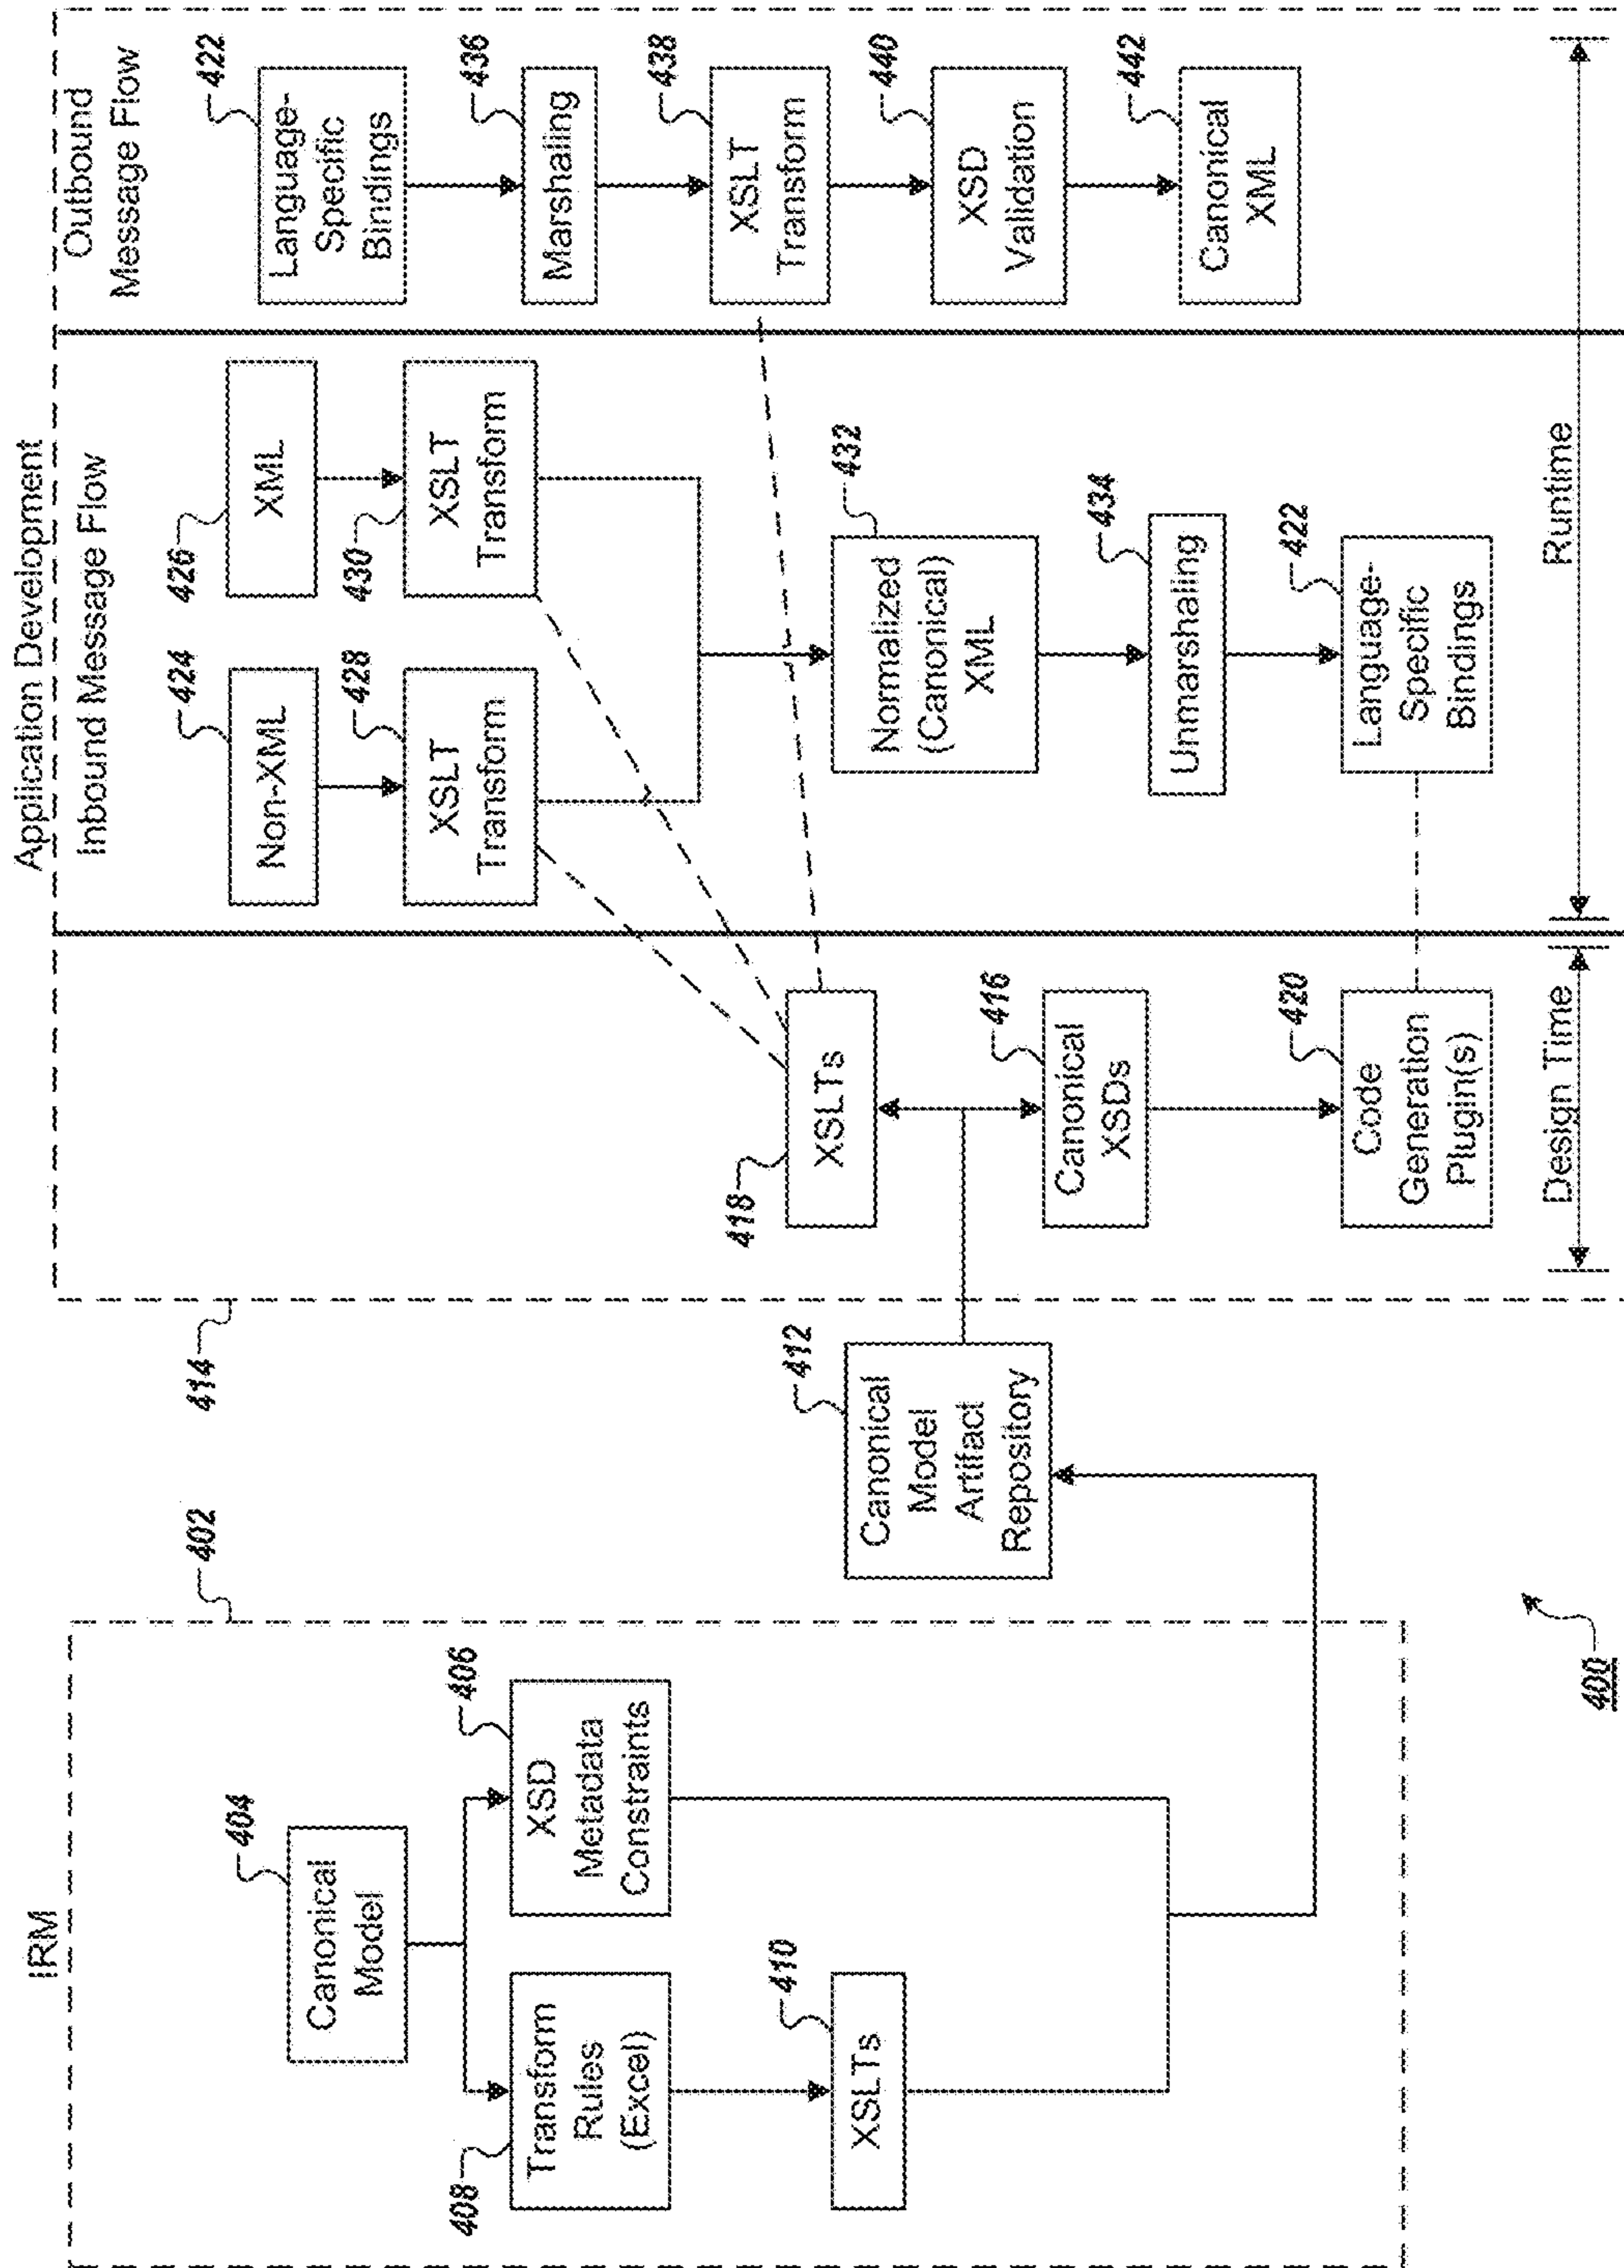 IRM
402
404
Canonical
Model
408
Transform
Rules
(Excel)
406
XSD
Metadata
Constraints
410
XSLTs
412
Canonical
Model
Artifact
Repository
400
414
Application Development
418
XSLTs
416
Canonical
XSDs
420
Code
Generation
Plugin(s)
Design Time
Inbound Message Flow
424
Non-XML
426
XML
428
XSLT
Transform
430
XSLT
Transform
432
Normalized
(Canonical)
XML
434
Unmarshaling
422
Language-
Specific
Bindings
Runtime
Outbound
Message Flow
422
Language-
Specific
Bindings
436
Marshaling
438
XSLT
Transform
440
XSD
Validation
442
Canonical
XML